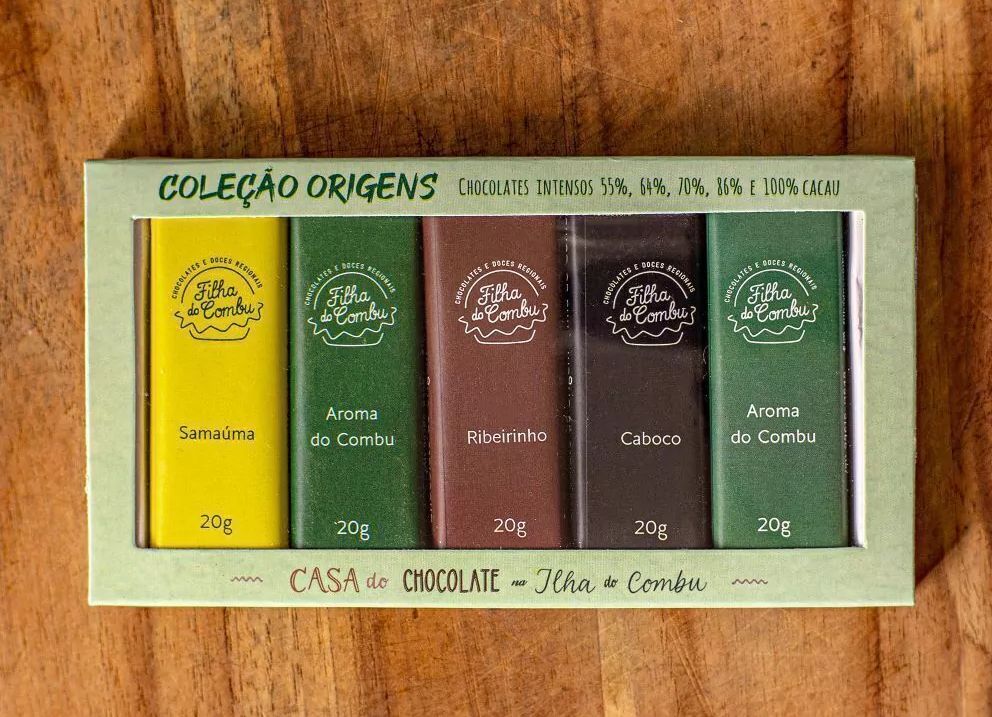 COLEÇÃO ORIGENS CHOCOLATES INTENSOS 55%, 64%, 70%, 86% E 100% CACAU
CHOCOLATES E DOCES REGIONAIS
Filha
do Combu
Samaúma
20g
CHOCOLATES E DOCES REGIONAIS
Filha
do Combu
Aroma
do Combu
20g
CHOCOLATES E DOCES REGIONAIS
Filha
do Combu
Ribeirinho
20g
CHOCOLATES E DOCES REGIONAIS
Filha
do Combu
Caboco
20g
CHOCOLATES E DOCES REGIONAIS
Filha
do Combu
Aroma
do Combu
20g
CASA do CHOCOLATE na Ilha do Combu